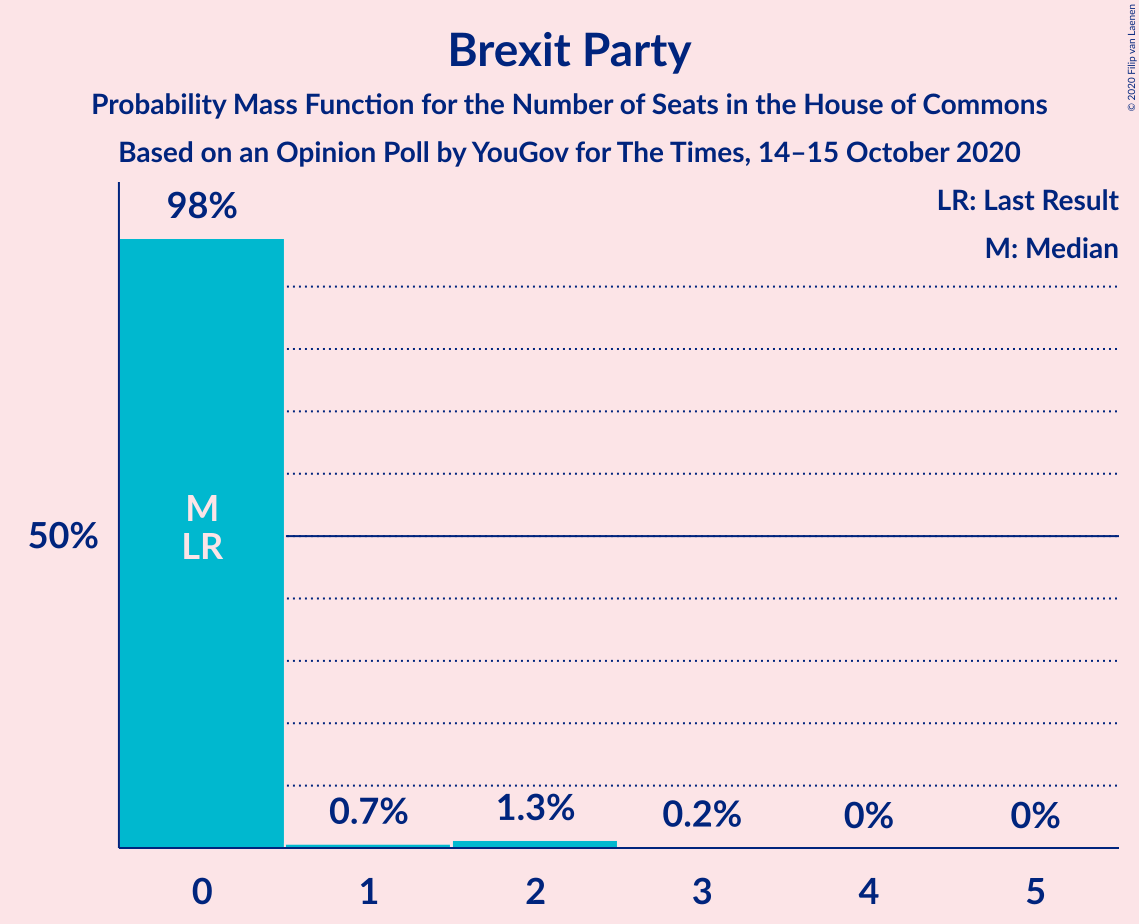 Brexit Party
Probability Mass Function for the Number of Seats in the House of Commons
Based on an Opinion Poll by YouGov for The Times, 14–15 October 2020
© 2020 Filip van Laenen
LR: Last Result
M: Median
98%
M
LR
50%
0.7%
1.3%
0.2%
0%
0%
0
1
2
3
4
5